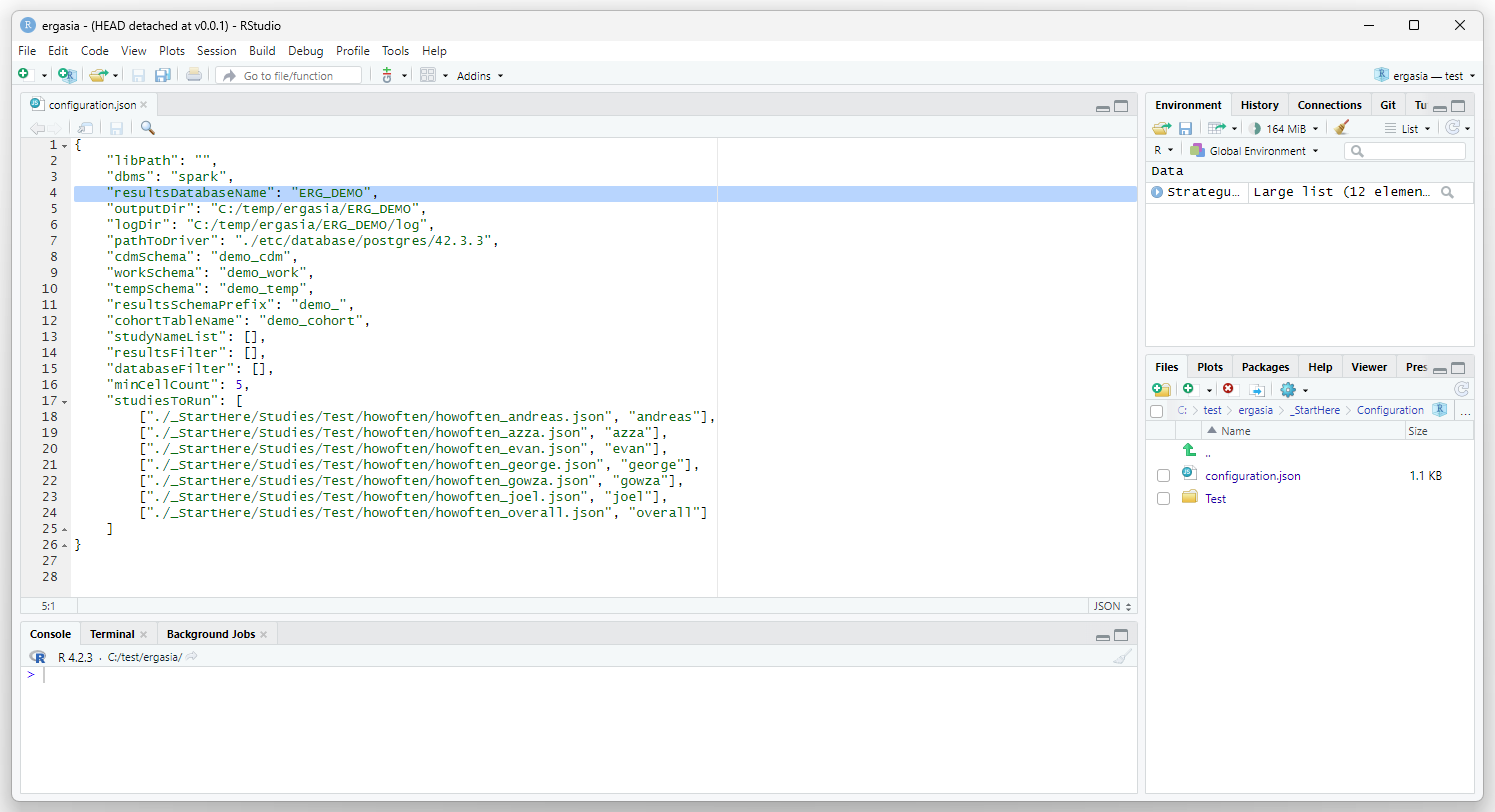 ergasia - (HEAD detached at v0.0.1) - RStudio
File Edit Code View Plots Session Build Debug Profile Tools Help
Go to file/function
Addins
ergasia — test
configuration.json
1 {
2 "libPath": "",
3 "dbms": "spark",
4 "resultsDatabaseName": "ERG_DEMO",
5 "outputDir": "C:/temp/ergasia/ERG_DEMO",
6 "logDir": "C:/temp/ergasia/ERG_DEMO/log",
7 "pathToDriver": "./etc/database/postgres/42.3.3",
8 "cdmSchema": "demo_cdm",
9 "workSchema": "demo_work",
10 "tempSchema": "demo_temp",
11 "resultsSchemaPrefix": "demo_",
12 "cohortTableName": "demo_cohort",
13 "studyNameList": [],
14 "resultsFilter": [],
15 "databaseFilter": [],
16 "minCellCount": 5,
17 "studiesToRun": [
18 ["./_StartHere/Studies/Test/howoften/howoften_andreas.json", "andreas"],
19 ["./_StartHere/Studies/Test/howoften/howoften_azza.json", "azza"],
20 ["./_StartHere/Studies/Test/howoften/howoften_evan.json", "evan"],
21 ["./_StartHere/Studies/Test/howoften/howoften_george.json", "george"],
22 ["./_StartHere/Studies/Test/howoften/howoften_gowza.json", "gowza"],
23 ["./_StartHere/Studies/Test/howoften/howoften_joel.json", "joel"],
24 ["./_StartHere/Studies/Test/howoften/howoften_overall.json", "overall"]
25 ]
26 }
27
28
5:1 JSON
Console Terminal Background Jobs
R 4.2.3 · C:/test/ergasia/
>
Environment History Connections Git Tu
164 MiB List
R Global Environment
Data
Strategu… Large list (12 elemen…
Files Plots Packages Help Viewer Pres
C: > test > ergasia > _StartHere > Configuration ...
Name Size
..
configuration.json 1.1 KB
Test